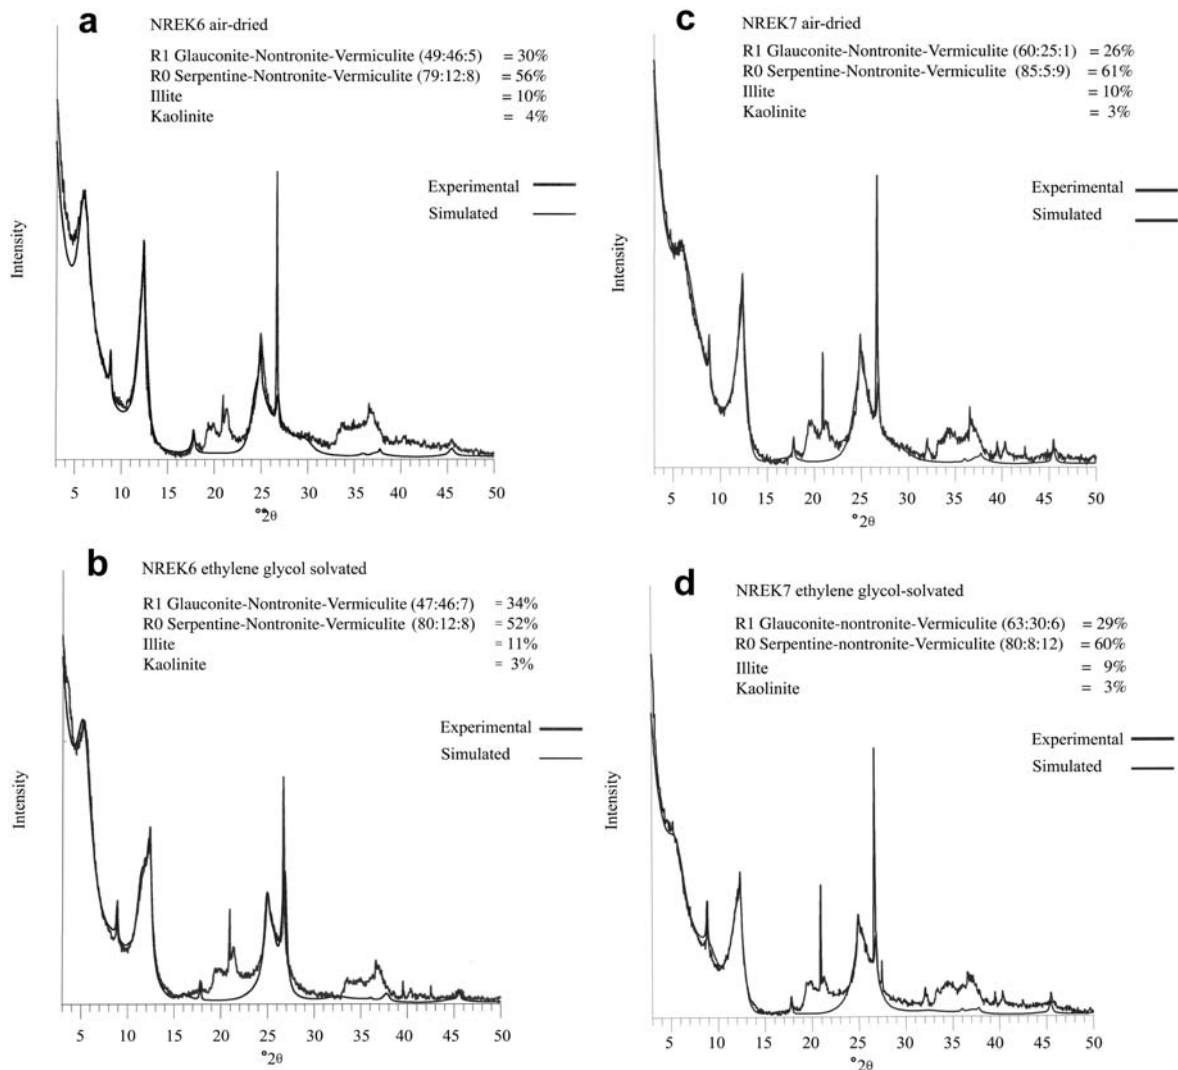 a
NREK6 air-dried
R1 Glauconite-Nontronite-Vermiculite (49:46:5) = 30%
R0 Serpentine-Nontronite-Vermiculite (79:12:8) = 56%
Illite = 10%
Kaolinite = 4%
Experimental
Simulated
Intensity
5 10 15 20 25 30 35 40 45 50
°2θ
c
NREK7 air-dried
R1 Glauconite-Nontronite-Vermiculite (60:25:1) = 26%
R0 Serpentine-Nontronite-Vermiculite (85:5:9) = 61%
Illite = 10%
Kaolinite = 3%
Experimental
Simulated
Intensity
5 10 15 20 25 30 35 40 45 50
°2θ
b
NREK6 ethylene glycol solvated
R1 Glauconite-Nontronite-Vermiculite (47:46:7) = 34%
R0 Serpentine-Nontronite-Vermiculite (80:12:8) = 52%
Illite = 11%
Kaolinite = 3%
Experimental
Simulated
Intensity
5 10 15 20 25 30 35 40 45 50
°2θ
d
NREK7 ethylene glycol-solvated
R1 Glauconite-nontronite-Vermiculite (63:30:6) = 29%
R0 Serpentine-nontronite-Vermiculite (80:8:12) = 60%
Illite = 9%
Kaolinite = 3%
Experimental
Simulated
Intensity
5 10 15 20 25 30 35 40 45 50
°2θ